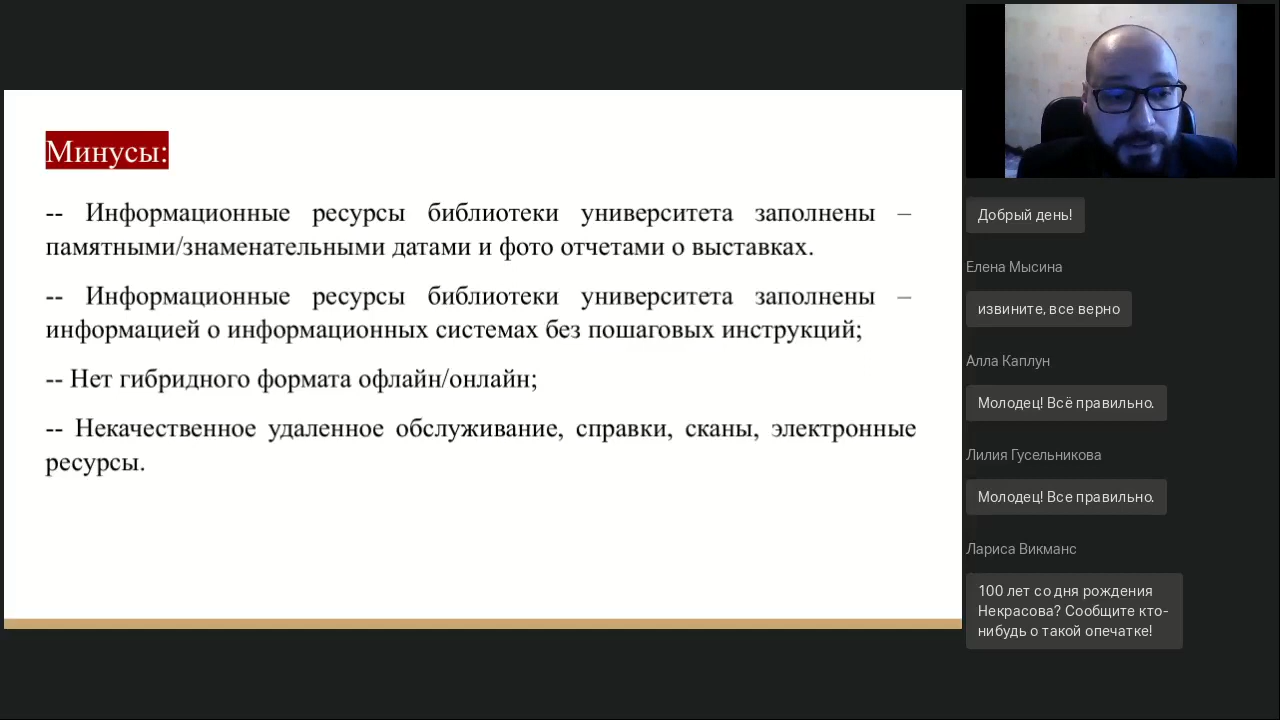 Минусы:
-- Информационные ресурсы библиотеки университета заполнены –
памятными/знаменательными датами и фото отчетами о выставках.
-- Информационные ресурсы библиотеки университета заполнены –
информацией о информационных системах без пошаговых инструкций;
-- Нет гибридного формата офлайн/онлайн;
-- Некачественное удаленное обслуживание, справки, сканы, электронные
ресурсы.
Добрый день!
Елена Мысина
извините, все верно
Алла Каплун
Молодец! Всё правильно.
Лилия Гусельникова
Молодец! Все правильно.
Лариса Викманс
100 лет со дня рождения
Некрасова? Сообщите кто-
нибудь о такой опечатке!